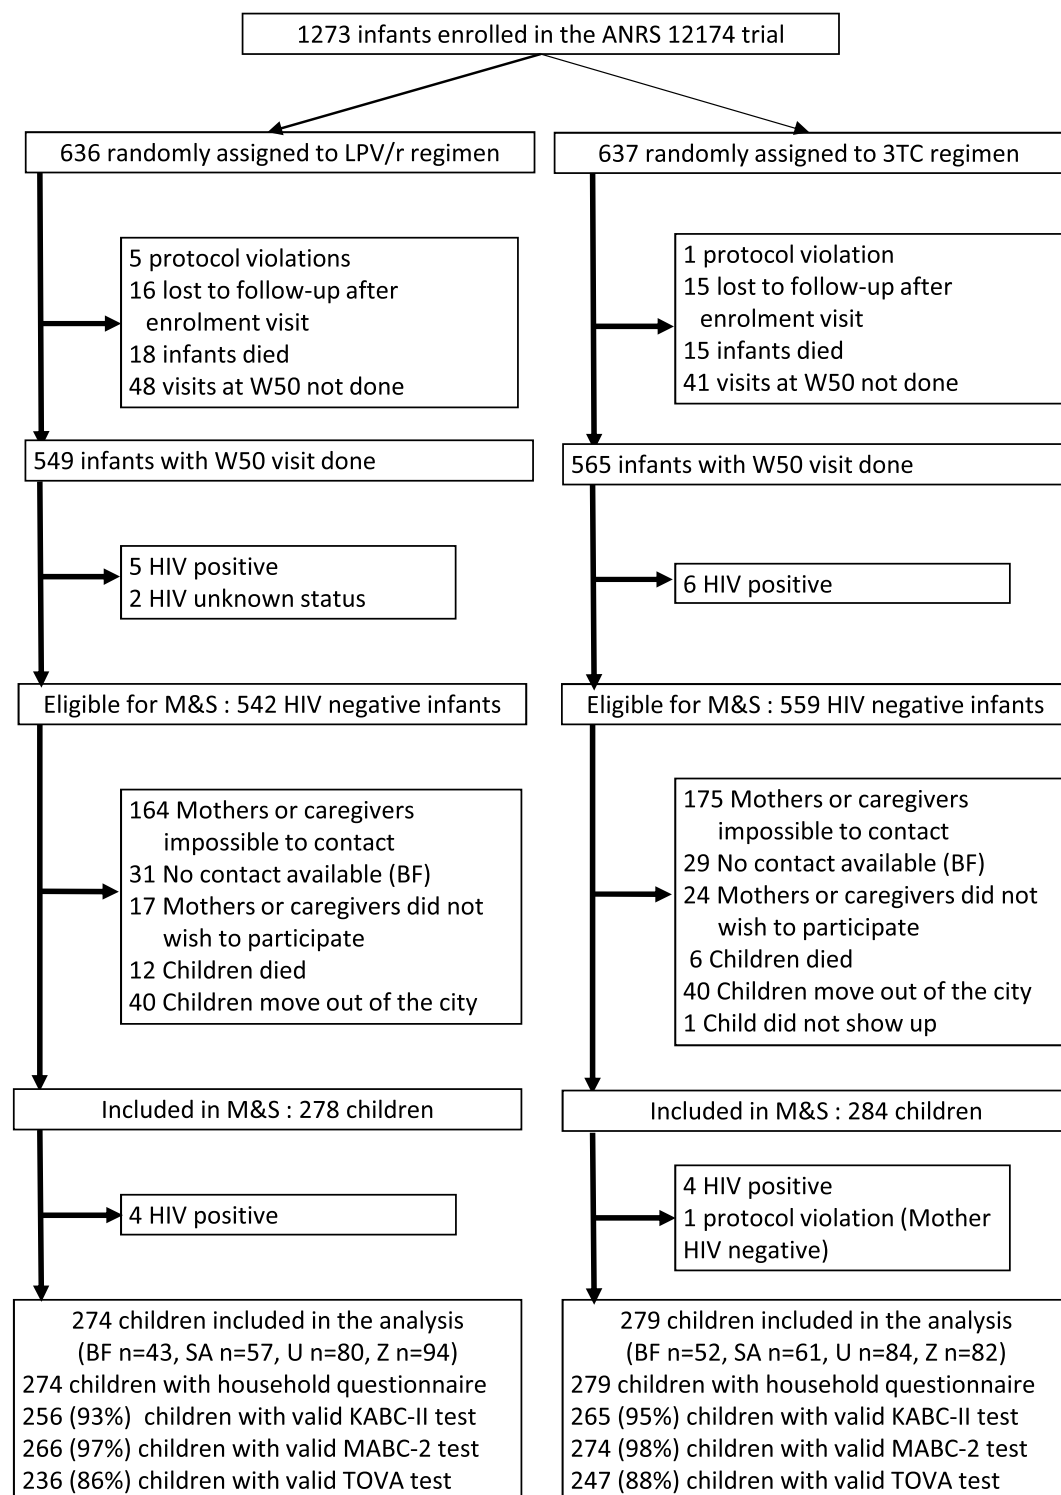 1273 infants enrolled in the ANRS 12174 trial
636 randomly assigned to LPV/r regimen
637 randomly assigned to 3TC regimen
5 protocol violations
16 lost to follow-up after
enrolment visit
18 infants died
48 visits at W50 not done
1 protocol violation
15 lost to follow-up after
enrolment visit
15 infants died
41 visits at W50 not done
549 infants with W50 visit done
565 infants with W50 visit done
5 HIV positive
2 HIV unknown status
6 HIV positive
Eligible for M&S : 542 HIV negative infants
Eligible for M&S : 559 HIV negative infants
164 Mothers or caregivers
impossible to contact
31 No contact available (BF)
17 Mothers or caregivers did not
wish to participate
12 Children died
40 Children move out of the city
175 Mothers or caregivers
impossible to contact
29 No contact available (BF)
24 Mothers or caregivers did not
wish to participate
6 Children died
40 Children move out of the city
1 Child did not show up
Included in M&S : 278 children
Included in M&S : 284 children
4 HIV positive
4 HIV positive
1 protocol violation (Mother
HIV negative)
274 children included in the analysis
(BF n=43, SA n=57, U n=80, Z n=94)
274 children with household questionnaire
256 (93%) children with valid KABC-II test
266 (97%) children with valid MABC-2 test
236 (86%) children with valid TOVA test
279 children included in the analysis
(BF n=52, SA n=61, U n=84, Z n=82)
279 children with household questionnaire
265 (95%) children with valid KABC-II test
274 (98%) children with valid MABC-2 test
247 (88%) children with valid TOVA test